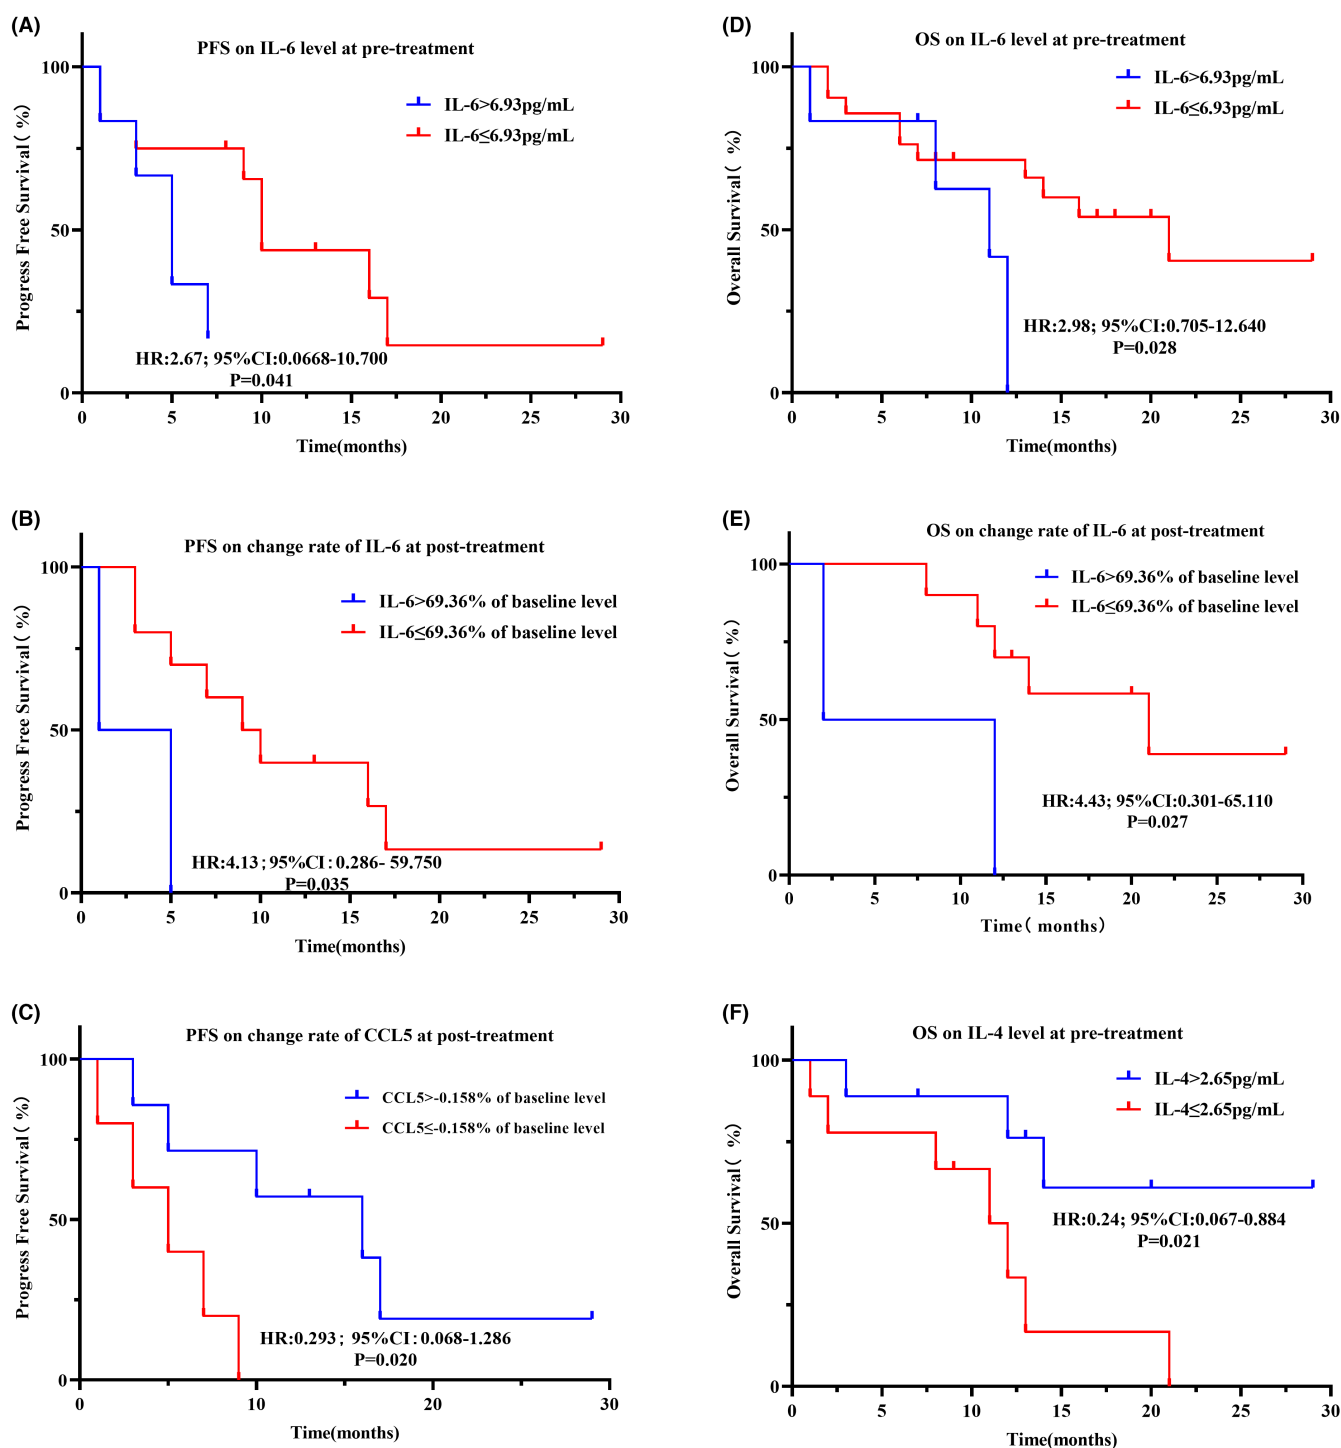 (A)
PFS on IL-6 level at pre-treatment
IL-6>6.93pg/mL
IL-6≤6.93pg/mL
Progress Free Survival( %)
100
50
0
HR:2.67; 95%CI:0.0668-10.700
P=0.041
0 5 10 15 20 25 30
Time(months)
(D)
OS on IL-6 level at pre-treatment
IL-6>6.93pg/mL
IL-6≤6.93pg/mL
Overall Survival( %)
100
50
0
HR:2.98; 95%CI:0.705-12.640
P=0.028
0 5 10 15 20 25 30
Time(months)
(B)
PFS on change rate of IL-6 at post-treatment
IL-6>69.36% of baseline level
IL-6≤69.36% of baseline level
Progress Free Survival( %)
100
50
0
HR:4.13; 95%CI: 0.286- 59.750
P=0.035
0 5 10 15 20 25 30
Time(months)
(E)
OS on change rate of IL-6 at post-treatment
IL-6>69.36% of baseline level
IL-6≤69.36% of baseline level
Overall Survival( %)
100
50
0
HR:4.43; 95%CI:0.301-65.110
P=0.027
0 5 10 15 20 25 30
Time( months)
(C)
PFS on change rate of CCL5 at post-treatment
CCL5>-0.158% of baseline level
CCL5≤-0.158% of baseline level
Progress Free Survival( %)
100
50
0
HR:0.293; 95%CI: 0.068-1.286
P=0.020
0 10 20 30
Time(months)
(F)
OS on IL-4 level at pre-treatment
IL-4>2.65pg/mL
IL-4≤2.65pg/mL
Overall Survival( %)
100
50
0
HR:0.24; 95%CI:0.067-0.884
P=0.021
0 5 10 15 20 25 30
Time(months)